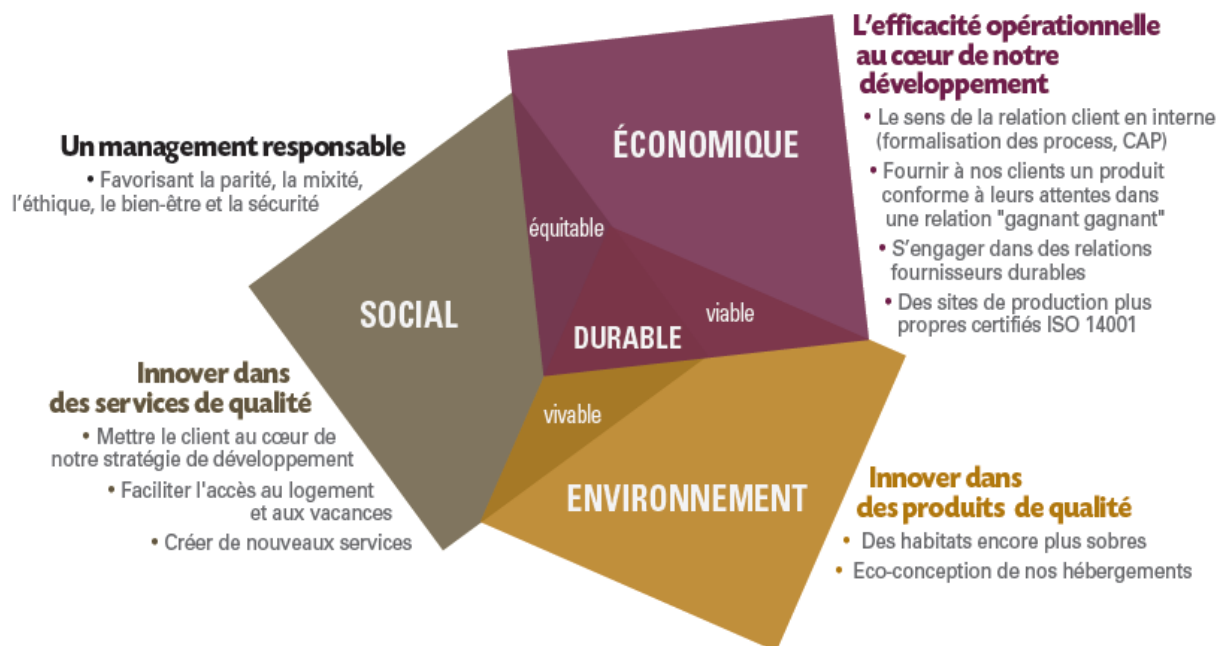 L'efficacité opérationnelle
au cœur de notre
développement
• Le sens de la relation client en interne
(formalisation des process, CAP)
• Fournir à nos clients un produit
conforme à leurs attentes dans
une relation "gagnant gagnant"
• S'engager dans des relations
fournisseurs durables
• Des sites de production plus
propres certifiés ISO 14001
Un management responsable
• Favorisant la parité, la mixité,
l'éthique, le bien-être et la sécurité
ÉCONOMIQUE
équitable
SOCIAL
viable
DURABLE
vivable
ENVIRONNEMENT
Innover dans
des services de qualité
• Mettre le client au cœur de
notre stratégie de développement
• Faciliter l'accès au logement
et aux vacances
• Créer de nouveaux services
Innover dans
des produits de qualité
• Des habitats encore plus sobres
• Eco-conception de nos hébergements